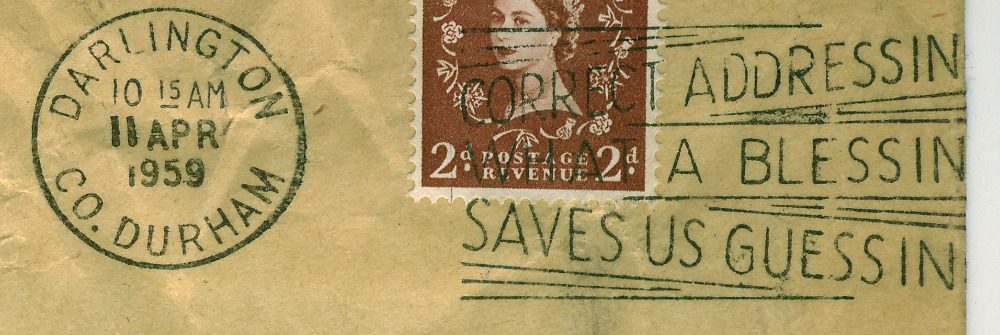 DARLINGTON
10 15 AM
11 APR
1959
CO. DURHAM
2d POSTAGE REVENUE 2d
CORRECT ADDRESSIN
WHAT A BLESSIN
SAVES US GUESSIN